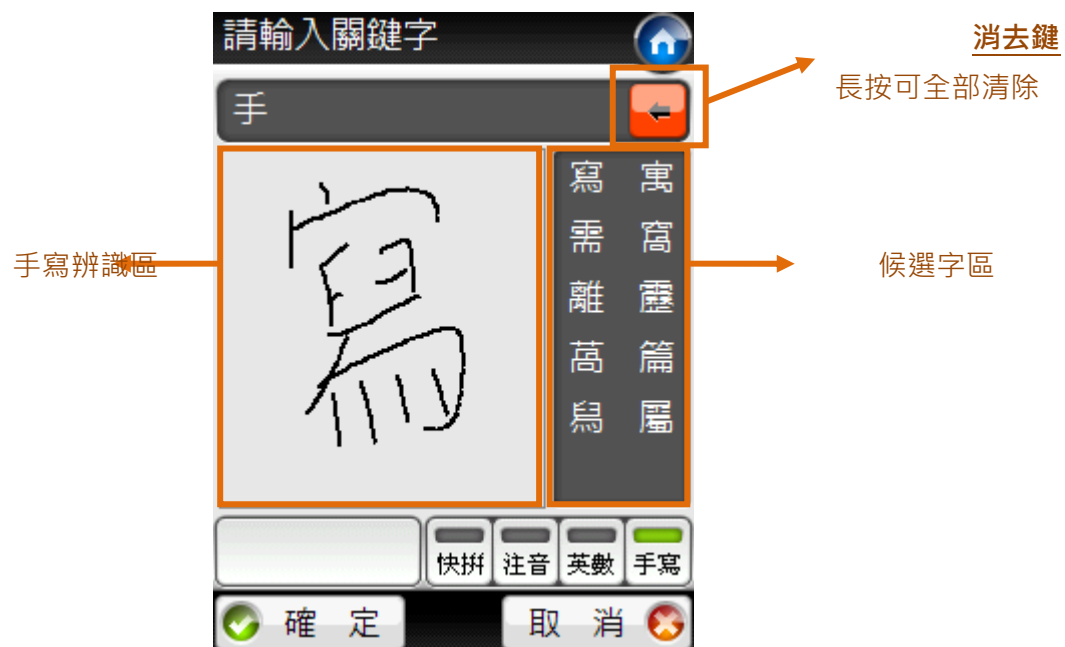 請輸入關鍵字
消去鍵
長按可全部清除
手
寫
寫 寓
需 窩
離 靂
萵 篇
舄 屬
手寫辨識區
候選字區
快拼 注音 英數 手寫
確 定
取 消